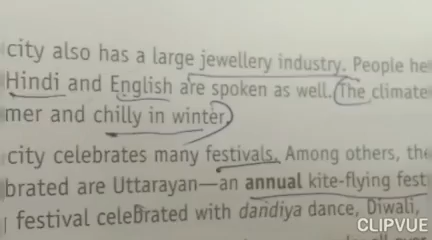 city also has a large jewellery industry. People he
Hindi and English are spoken as well. The climate
mer and chilly in winter.
city celebrates many festivals. Among others, the
brated are Uttarayan—an annual kite-flying fest
festival celebrated with dandiya dance, Diwali,
CLIPVUE